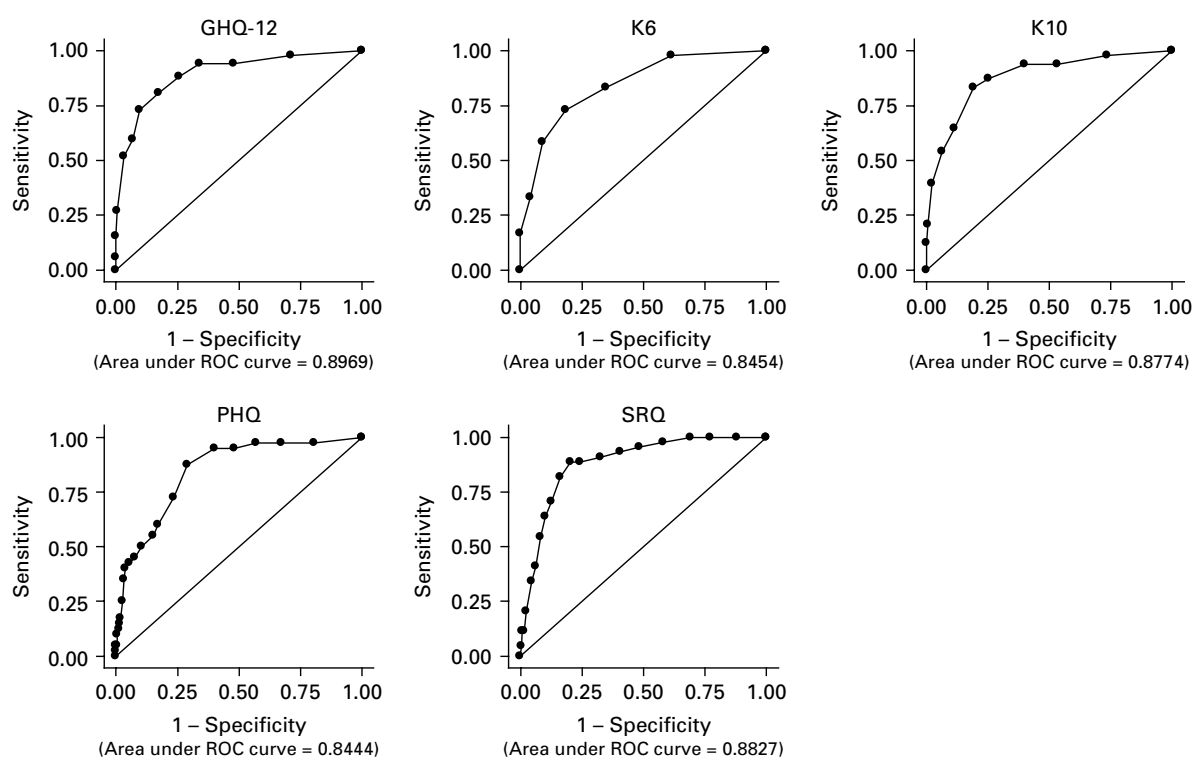 GHQ-12
1.00
0.75
0.50
0.25
0.00
Sensitivity
0.00 0.25 0.50 0.75 1.00
1 – Specificity
(Area under ROC curve = 0.8969)
K6
1.00
0.75
0.50
0.25
0.00
Sensitivity
0.00 0.25 0.50 0.75 1.00
1 – Specificity
(Area under ROC curve = 0.8454)
K10
1.00
0.75
0.50
0.25
0.00
Sensitivity
0.00 0.25 0.50 0.75 1.00
1 – Specificity
(Area under ROC curve = 0.8774)
PHQ
1.00
0.75
0.50
0.25
0.00
Sensitivity
0.00 0.25 0.50 0.75 1.00
1 – Specificity
(Area under ROC curve = 0.8444)
SRQ
1.00
0.75
0.50
0.25
0.00
Sensitivity
0.00 0.25 0.50 0.75 1.00
1 – Specificity
(Area under ROC curve = 0.8827)